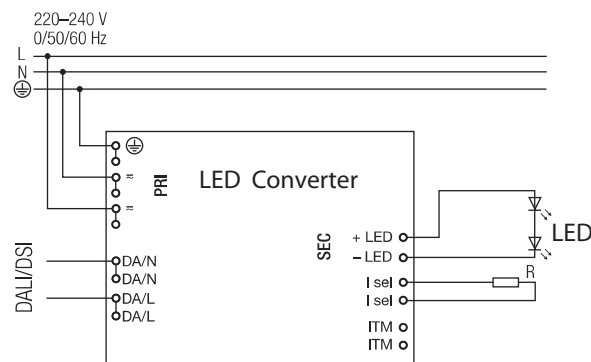 220–240 V
0/50/60 Hz
L
N
PRI
≂
≂
LED Converter
SEC
+ LED
– LED
LED
I sel
R
I sel
ITM
ITM
DALI/DSI
DA/N
DA/N
DA/L
DA/L